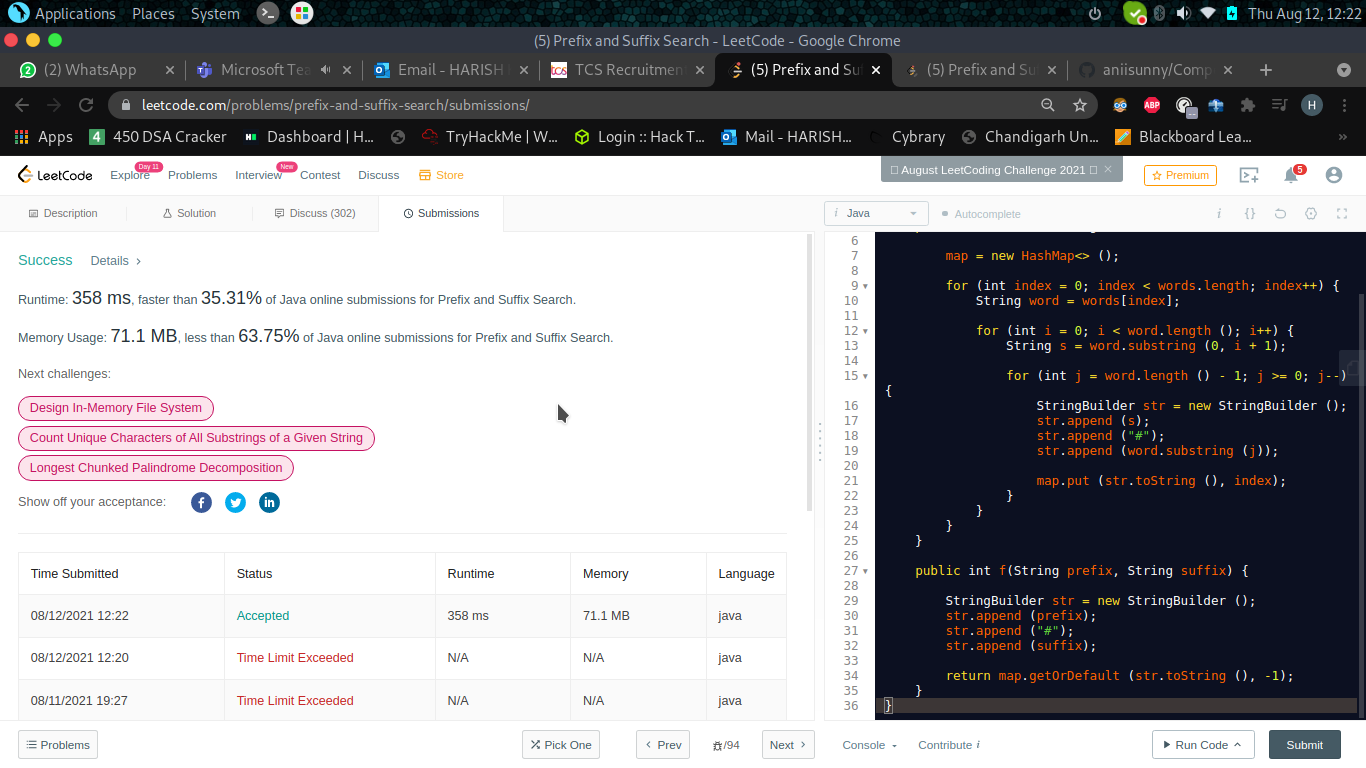 Applications Places System Thu Aug 12, 12:22
(5) Prefix and Suffix Search - LeetCode - Google Chrome
(2) WhatsApp Microsoft Tea Email - HARISH TCS Recruitmen (5) Prefix and Su (5) Prefix and Su aniisunny/Comp
leetcode.com/problems/prefix-and-suffix-search/submissions/ ABP H
Apps 4 450 DSA Cracker Dashboard | H... TryHackMe | W... Login :: Hack T... Mail - HARISH... Cybrary Chandigarh Un... Blackboard Lea... »
LeetCode Explore Day 11 Problems Interview New Contest Discuss Store August LeetCoding Challenge 2021 × Premium 5
Description Solution Discuss (302) Submissions i Java Autocomplete i {}
Success Details >
Runtime: 358 ms, faster than 35.31% of Java online submissions for Prefix and Suffix Search.
Memory Usage: 71.1 MB, less than 63.75% of Java online submissions for Prefix and Suffix Search.
Next challenges:
Design In-Memory File System
Count Unique Characters of All Substrings of a Given String
Longest Chunked Palindrome Decomposition
Show off your acceptance:
Time Submitted Status Runtime Memory Language
08/12/2021 12:22 Accepted 358 ms 71.1 MB java
08/12/2021 12:20 Time Limit Exceeded N/A N/A java
08/11/2021 19:27 Time Limit Exceeded N/A N/A java
6
7 map = new HashMap<> ();
8
9 for (int index = 0; index < words.length; index++) {
10 String word = words[index];
11
12 for (int i = 0; i < word.length (); i++) {
13 String s = word.substring (0, i + 1);
14
15 for (int j = word.length () - 1; j >= 0; j--)
{
16 StringBuilder str = new StringBuilder ();
17 str.append (s);
18 str.append ("#");
19 str.append (word.substring (j));
20
21 map.put (str.toString (), index);
22 }
23 }
24 }
25 }
26
27 public int f(String prefix, String suffix) {
28
29 StringBuilder str = new StringBuilder ();
30 str.append (prefix);
31 str.append ("#");
32 str.append (suffix);
33
34 return map.getOrDefault (str.toString (), -1);
35 }
36 }
Problems Pick One < Prev /94 Next > Console Contribute i Run Code Submit